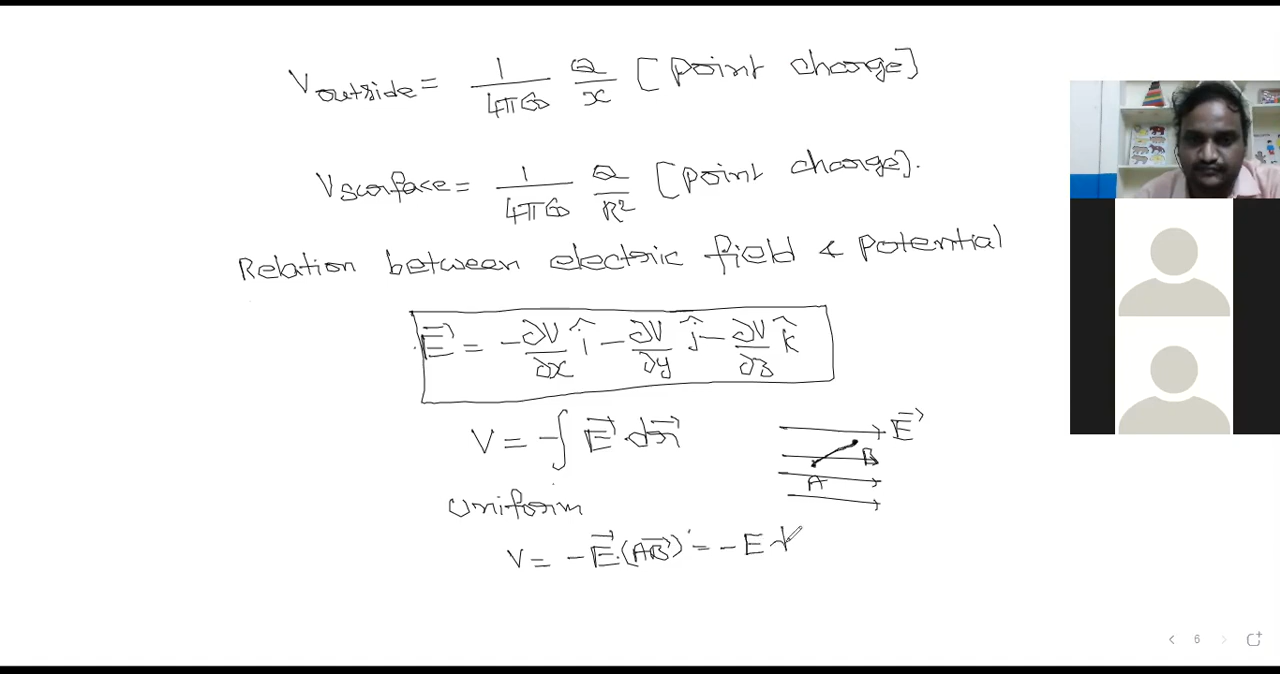 V outside = 1/4πε0 Q/x [Point charge]
V surface = 1/4πε0 Q/R² [Point charge].
Relation between electric field & Potential
E⃗ = -∂V/∂x î - ∂V/∂y ĵ - ∂V/∂z k̂
V = -∫ E⃗ . dr⃗
E⃗
B
A
Uniform
V = - E⃗.(AB⃗) = - E
6